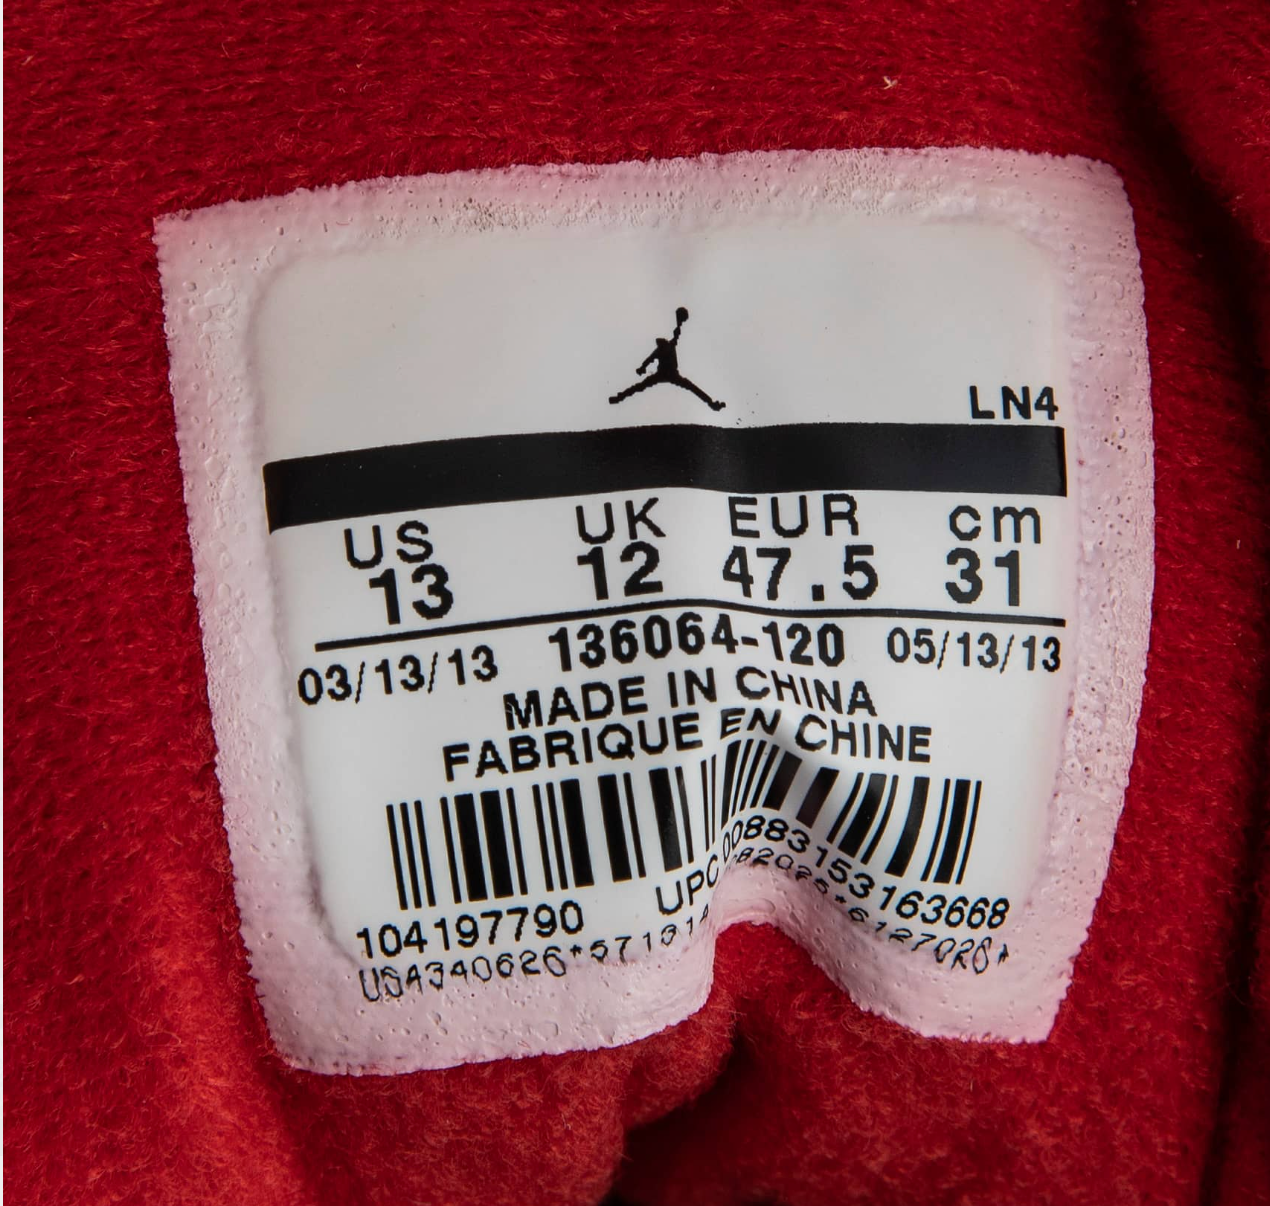 LN4
US UK EUR cm
13 12 47.5 31
03/13/13 136064-120 05/13/13
MADE IN CHINA
FABRIQUE EN CHINE
104197790 UPC 00883153163668